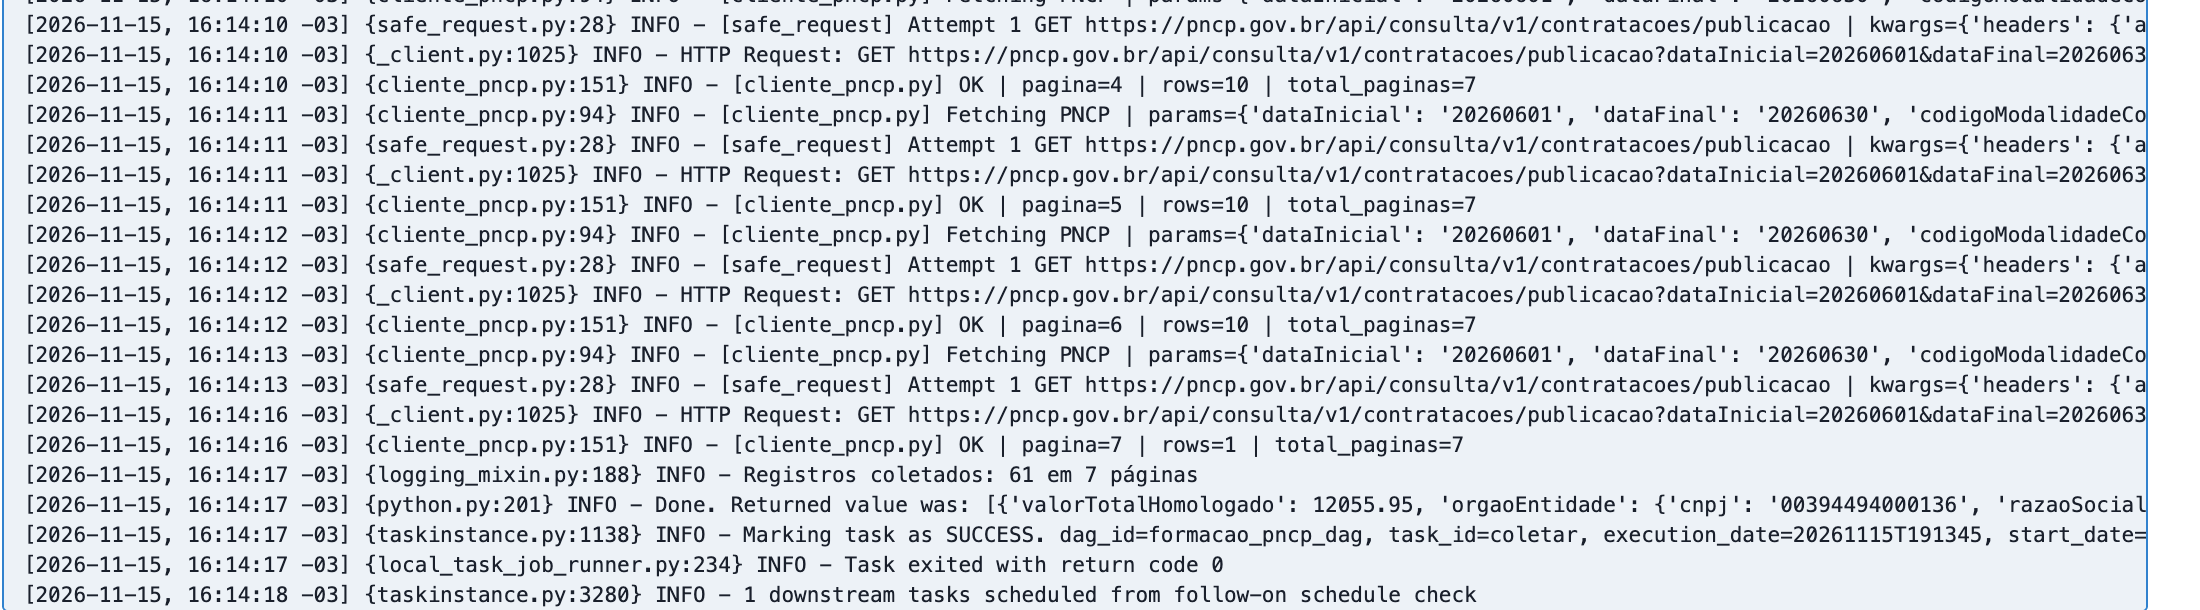 [2026-11-15, 16:14:10 -03] {safe_request.py:28} INFO - [safe_request] Attempt 1 GET https://pncp.gov.br/api/consulta/v1/contratacoes/publicacao | kwargs={'headers': {'a
[2026-11-15, 16:14:10 -03] {_client.py:1025} INFO - HTTP Request: GET https://pncp.gov.br/api/consulta/v1/contratacoes/publicacao?dataInicial=20260601&dataFinal=2026063
[2026-11-15, 16:14:10 -03] {cliente_pncp.py:151} INFO - [cliente_pncp.py] OK | pagina=4 | rows=10 | total_paginas=7
[2026-11-15, 16:14:11 -03] {cliente_pncp.py:94} INFO - [cliente_pncp.py] Fetching PNCP | params={'dataInicial': '20260601', 'dataFinal': '20260630', 'codigoModalidadeCo
[2026-11-15, 16:14:11 -03] {safe_request.py:28} INFO - [safe_request] Attempt 1 GET https://pncp.gov.br/api/consulta/v1/contratacoes/publicacao | kwargs={'headers': {'a
[2026-11-15, 16:14:11 -03] {_client.py:1025} INFO - HTTP Request: GET https://pncp.gov.br/api/consulta/v1/contratacoes/publicacao?dataInicial=20260601&dataFinal=2026063
[2026-11-15, 16:14:11 -03] {cliente_pncp.py:151} INFO - [cliente_pncp.py] OK | pagina=5 | rows=10 | total_paginas=7
[2026-11-15, 16:14:12 -03] {cliente_pncp.py:94} INFO - [cliente_pncp.py] Fetching PNCP | params={'dataInicial': '20260601', 'dataFinal': '20260630', 'codigoModalidadeCo
[2026-11-15, 16:14:12 -03] {safe_request.py:28} INFO - [safe_request] Attempt 1 GET https://pncp.gov.br/api/consulta/v1/contratacoes/publicacao | kwargs={'headers': {'a
[2026-11-15, 16:14:12 -03] {_client.py:1025} INFO - HTTP Request: GET https://pncp.gov.br/api/consulta/v1/contratacoes/publicacao?dataInicial=20260601&dataFinal=2026063
[2026-11-15, 16:14:12 -03] {cliente_pncp.py:151} INFO - [cliente_pncp.py] OK | pagina=6 | rows=10 | total_paginas=7
[2026-11-15, 16:14:13 -03] {cliente_pncp.py:94} INFO - [cliente_pncp.py] Fetching PNCP | params={'dataInicial': '20260601', 'dataFinal': '20260630', 'codigoModalidadeCo
[2026-11-15, 16:14:13 -03] {safe_request.py:28} INFO - [safe_request] Attempt 1 GET https://pncp.gov.br/api/consulta/v1/contratacoes/publicacao | kwargs={'headers': {'a
[2026-11-15, 16:14:16 -03] {_client.py:1025} INFO - HTTP Request: GET https://pncp.gov.br/api/consulta/v1/contratacoes/publicacao?dataInicial=20260601&dataFinal=2026063
[2026-11-15, 16:14:16 -03] {cliente_pncp.py:151} INFO - [cliente_pncp.py] OK | pagina=7 | rows=1 | total_paginas=7
[2026-11-15, 16:14:17 -03] {logging_mixin.py:188} INFO - Registros coletados: 61 em 7 páginas
[2026-11-15, 16:14:17 -03] {python.py:201} INFO - Done. Returned value was: [{'valorTotalHomologado': 12055.95, 'orgaoEntidade': {'cnpj': '00394494000136', 'razaoSocial
[2026-11-15, 16:14:17 -03] {taskinstance.py:1138} INFO - Marking task as SUCCESS. dag_id=formacao_pncp_dag, task_id=coletar, execution_date=20261115T191345, start_date=
[2026-11-15, 16:14:17 -03] {local_task_job_runner.py:234} INFO - Task exited with return code 0
[2026-11-15, 16:14:18 -03] {taskinstance.py:3280} INFO - 1 downstream tasks scheduled from follow-on schedule check